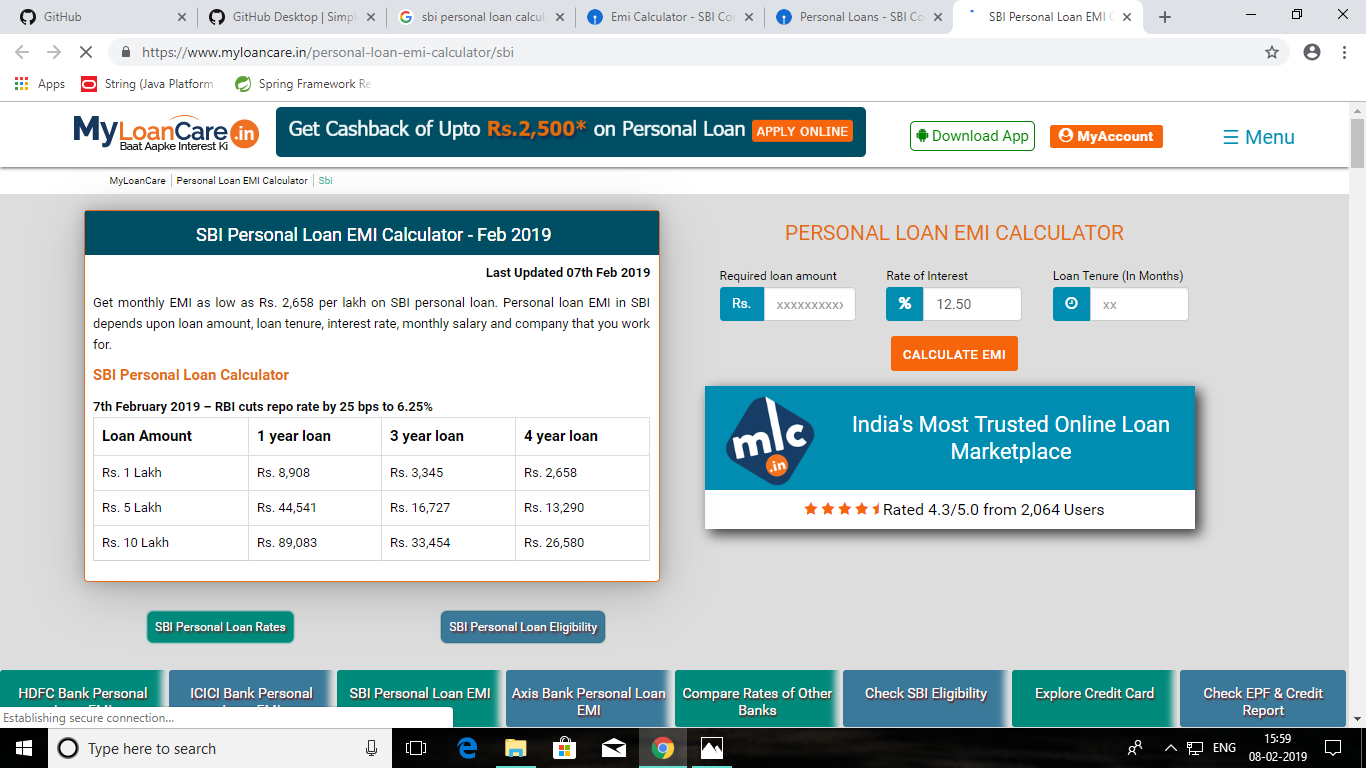 GitHub
GitHub Desktop | Simpl
sbi personal loan calcul
Emi Calculator - SBI Co
Personal Loans - SBI Co
SBI Personal Loan EMI C
https://www.myloancare.in/personal-loan-emi-calculator/sbi
Apps
String (Java Platform
Spring Framework Re
MyLoanCare.in
Baat Aapke Interest Ki
Get Cashback of Upto Rs.2,500* on Personal Loan APPLY ONLINE
Download App
MyAccount
☰ Menu
MyLoanCare | Personal Loan EMI Calculator | Sbi
SBI Personal Loan EMI Calculator - Feb 2019
Last Updated 07th Feb 2019
Get monthly EMI as low as Rs. 2,658 per lakh on SBI personal loan. Personal loan EMI in SBI
depends upon loan amount, loan tenure, interest rate, monthly salary and company that you work
for.
SBI Personal Loan Calculator
7th February 2019 – RBI cuts repo rate by 25 bps to 6.25%
Loan Amount 1 year loan 3 year loan 4 year loan
Rs. 1 Lakh Rs. 8,908 Rs. 3,345 Rs. 2,658
Rs. 5 Lakh Rs. 44,541 Rs. 16,727 Rs. 13,290
Rs. 10 Lakh Rs. 89,083 Rs. 33,454 Rs. 26,580
SBI Personal Loan Rates
SBI Personal Loan Eligibility
PERSONAL LOAN EMI CALCULATOR
Required loan amount
Rs. xxxxxxxxxx
Rate of Interest
% 12.50
Loan Tenure (In Months)
xx
CALCULATE EMI
mlc
.in
India's Most Trusted Online Loan
Marketplace
Rated 4.3/5.0 from 2,064 Users
HDFC Bank Personal
Loan EMI
ICICI Bank Personal
Loan EMI
SBI Personal Loan EMI
Axis Bank Personal Loan
EMI
Compare Rates of Other
Banks
Check SBI Eligibility
Explore Credit Card
Check EPF & Credit
Report
Establishing secure connection...
Type here to search
ENG
15:59
08-02-2019